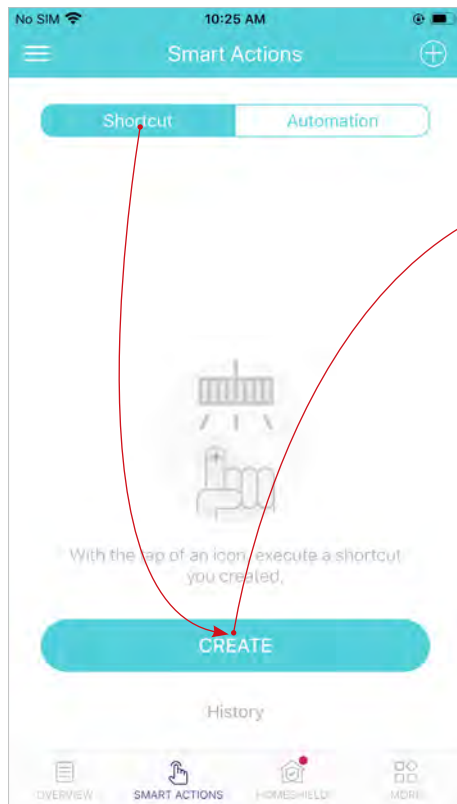 No SIM 10:25 AM
Smart Actions
Shortcut Automation
With the tap of an icon, execute a shortcut
you created.
CREATE
History
OVERVIEW SMART ACTIONS HOMESHIELD MORE